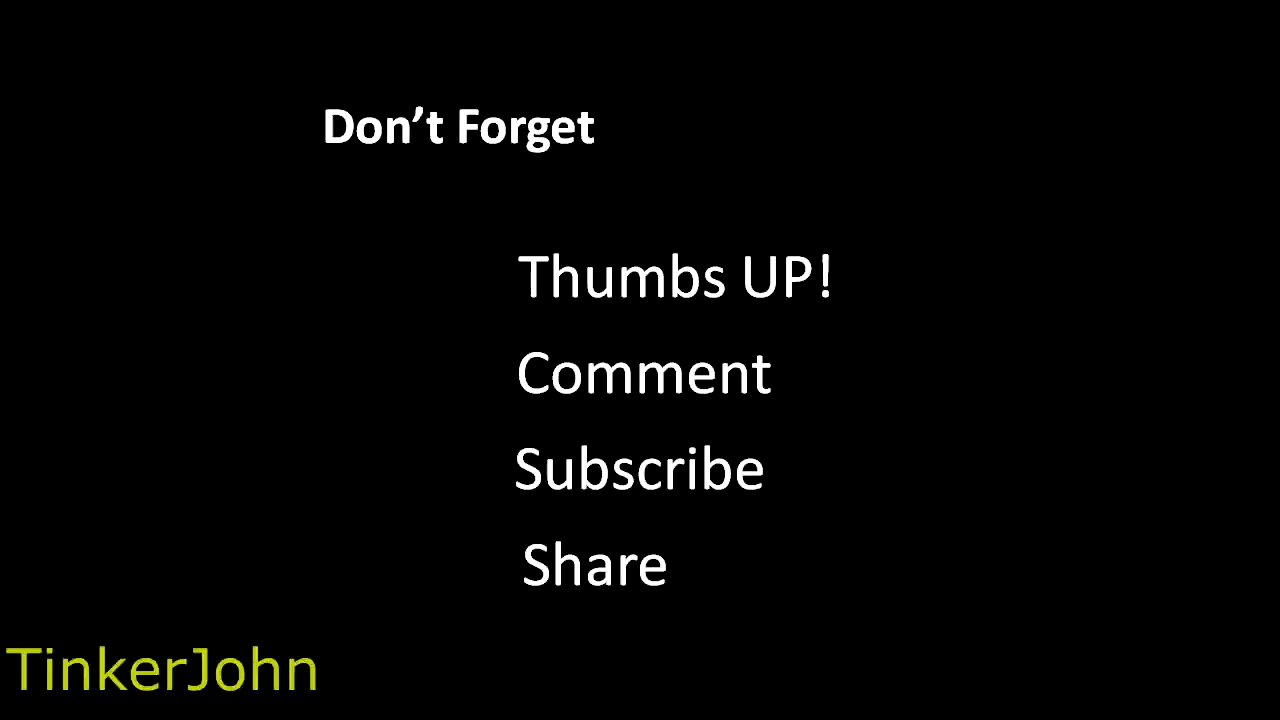 Don’t Forget
Thumbs UP!
Comment
Subscribe
Share
TinkerJohn